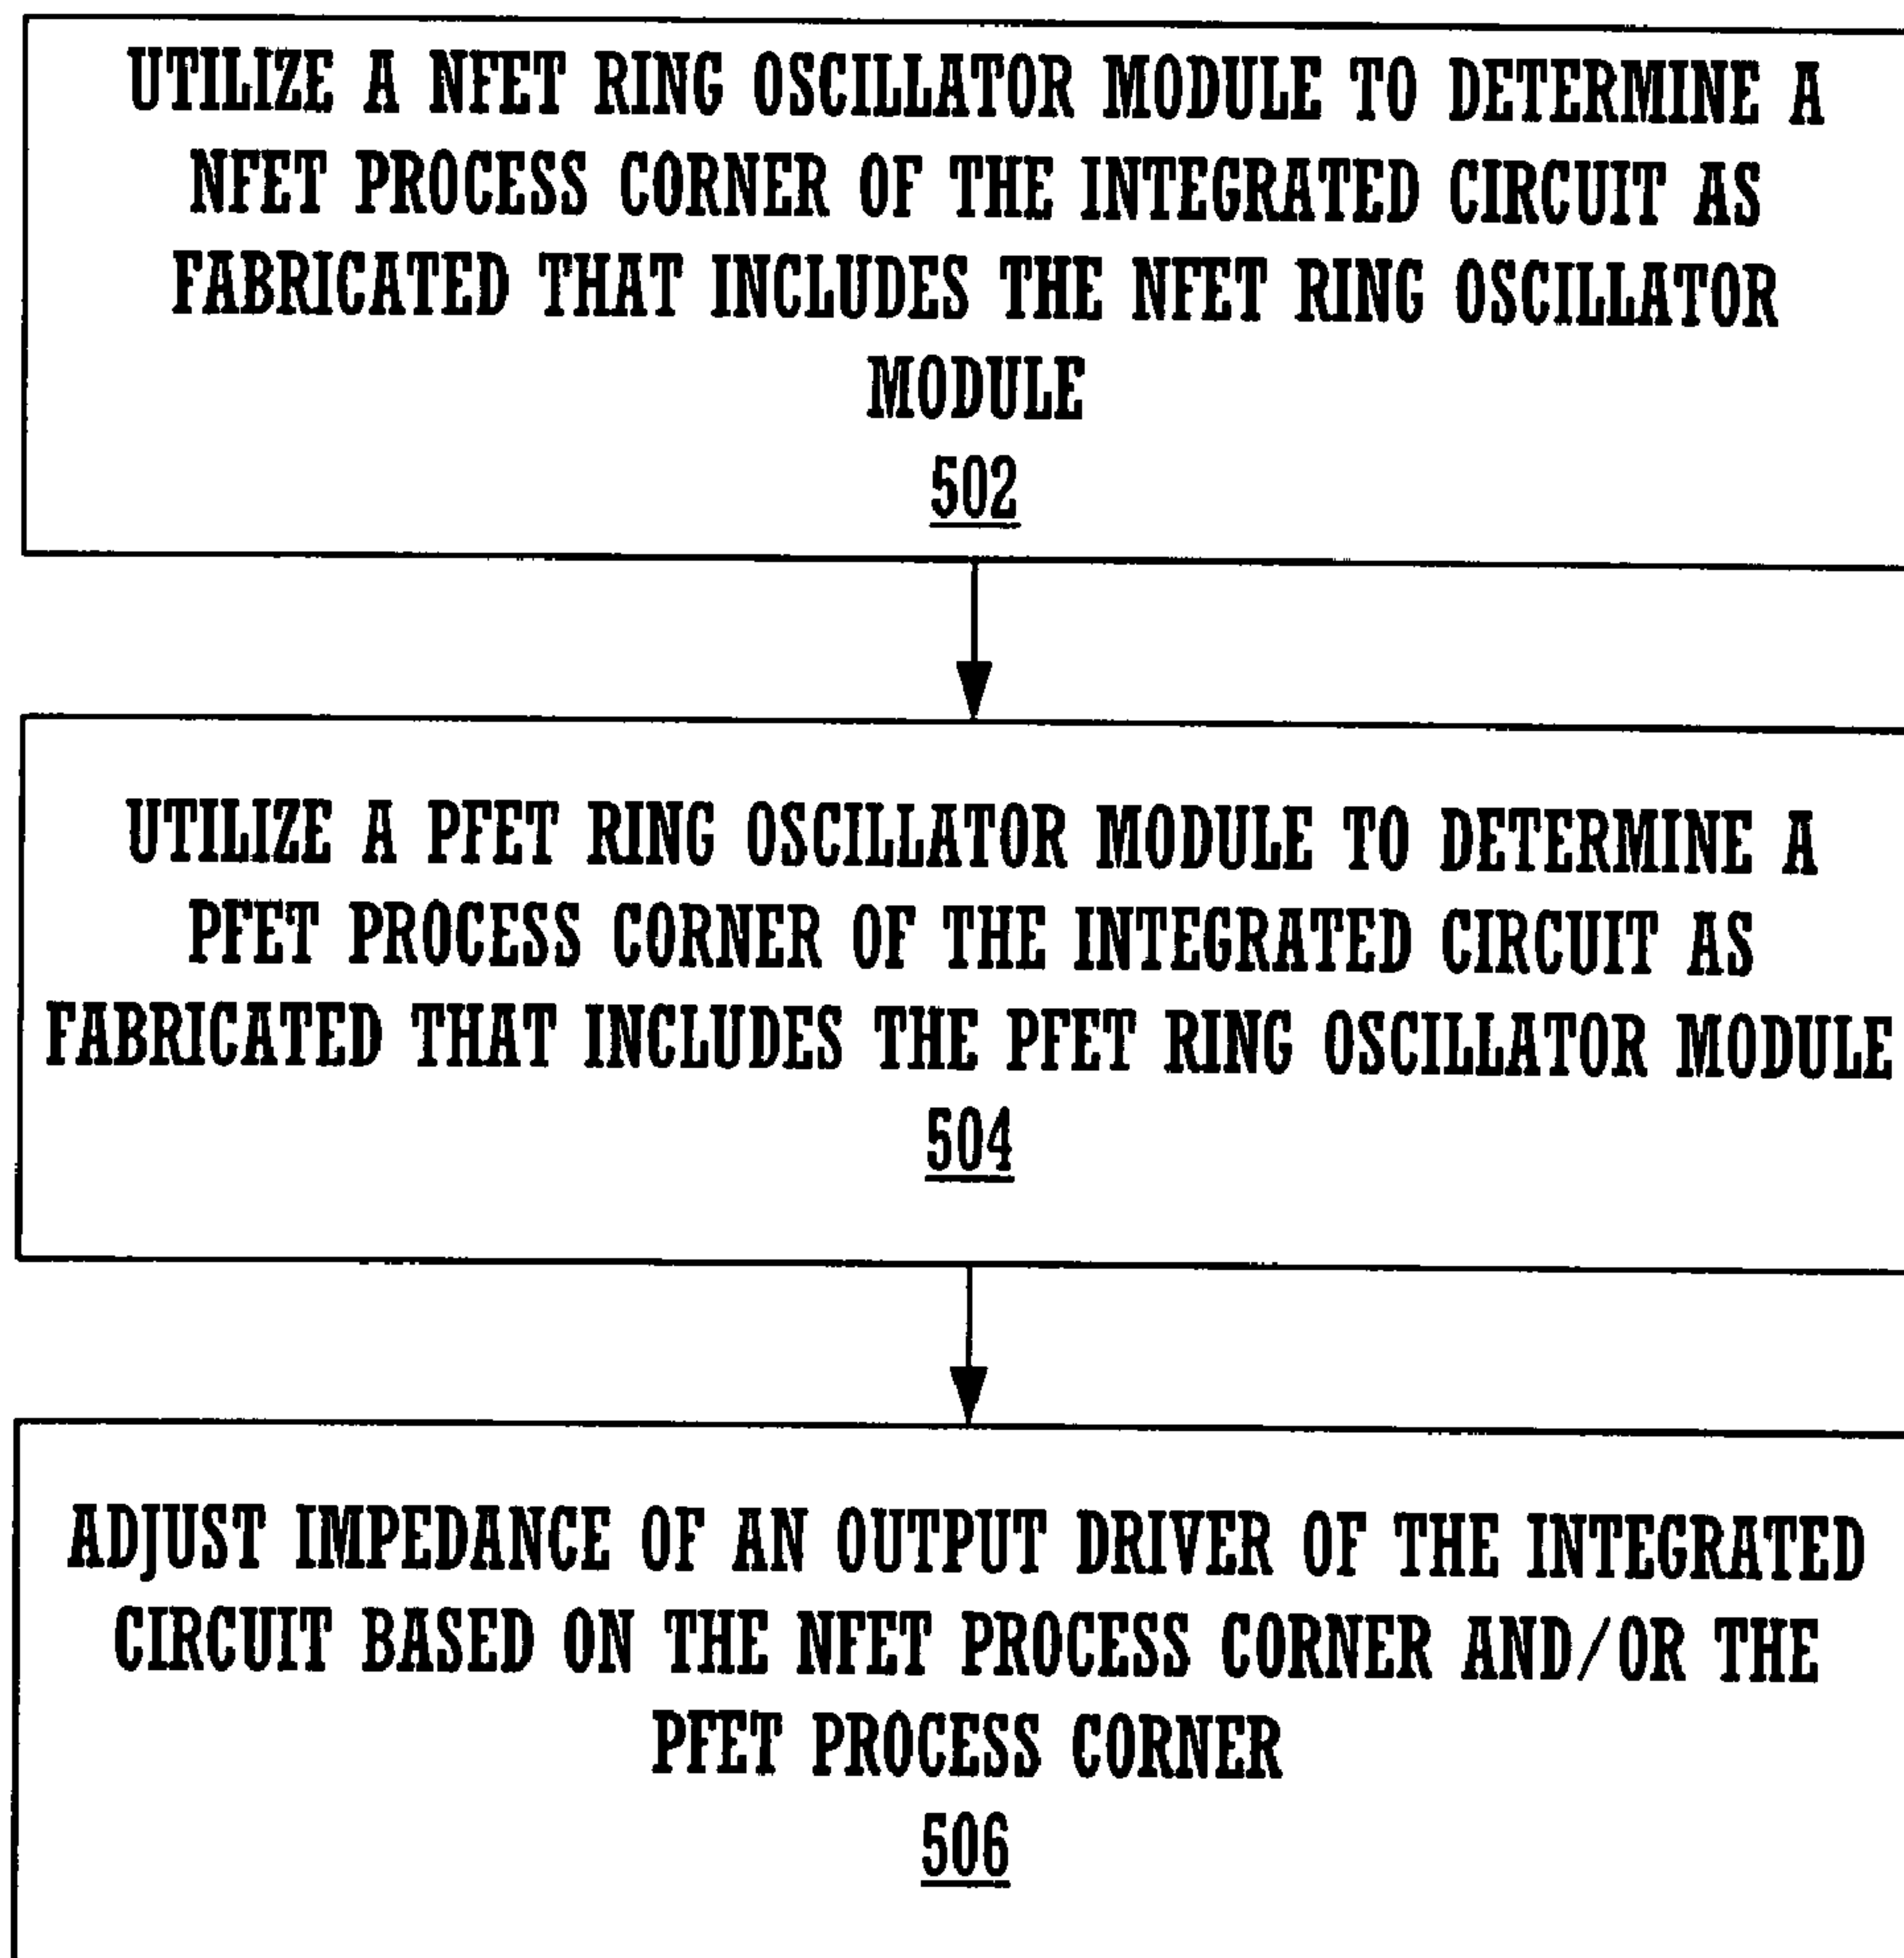 UTILIZE A NFET RING OSCILLATOR MODULE TO DETERMINE A
NFET PROCESS CORNER OF THE INTEGRATED CIRCUIT AS
FABRICATED THAT INCLUDES THE NFET RING OSCILLATOR
MODULE
502
UTILIZE A PFET RING OSCILLATOR MODULE TO DETERMINE A
PFET PROCESS CORNER OF THE INTEGRATED CIRCUIT AS
FABRICATED THAT INCLUDES THE PFET RING OSCILLATOR MODULE
504
ADJUST IMPEDANCE OF AN OUTPUT DRIVER OF THE INTEGRATED
CIRCUIT BASED ON THE NFET PROCESS CORNER AND/OR THE
PFET PROCESS CORNER
506